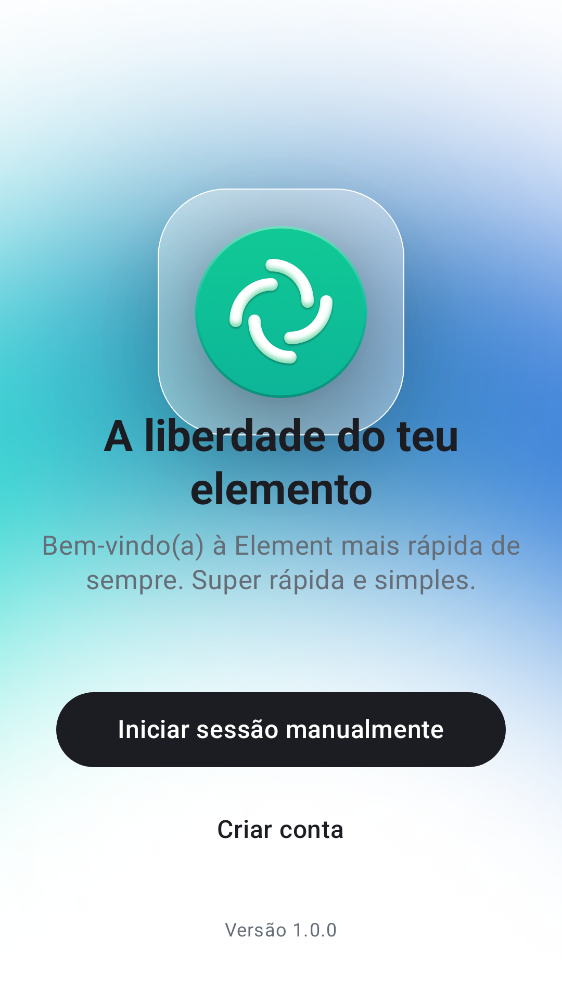 A liberdade do teu
elemento
Bem-vindo(a) à Element mais rápida de
sempre. Super rápida e simples.
Iniciar sessão manualmente
Criar conta
Versão 1.0.0